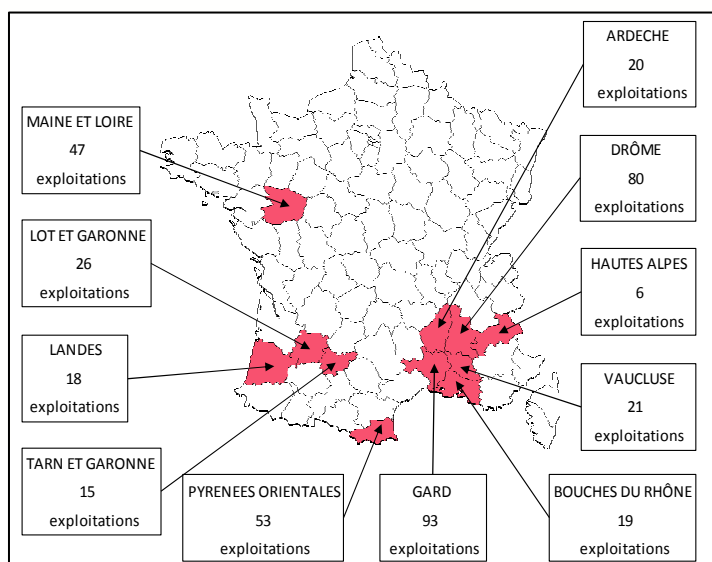 ARDECHE
20
exploitations
MAINE ET LOIRE
47
exploitations
DRÔME
80
exploitations
LOT ET GARONNE
26
exploitations
HAUTES ALPES
6
exploitations
LANDES
18
exploitations
VAUCLUSE
21
exploitations
TARN ET GARONNE
15
exploitations
PYRENEES ORIENTALES
53
exploitations
GARD
93
exploitations
BOUCHES DU RHÔNE
19
exploitations